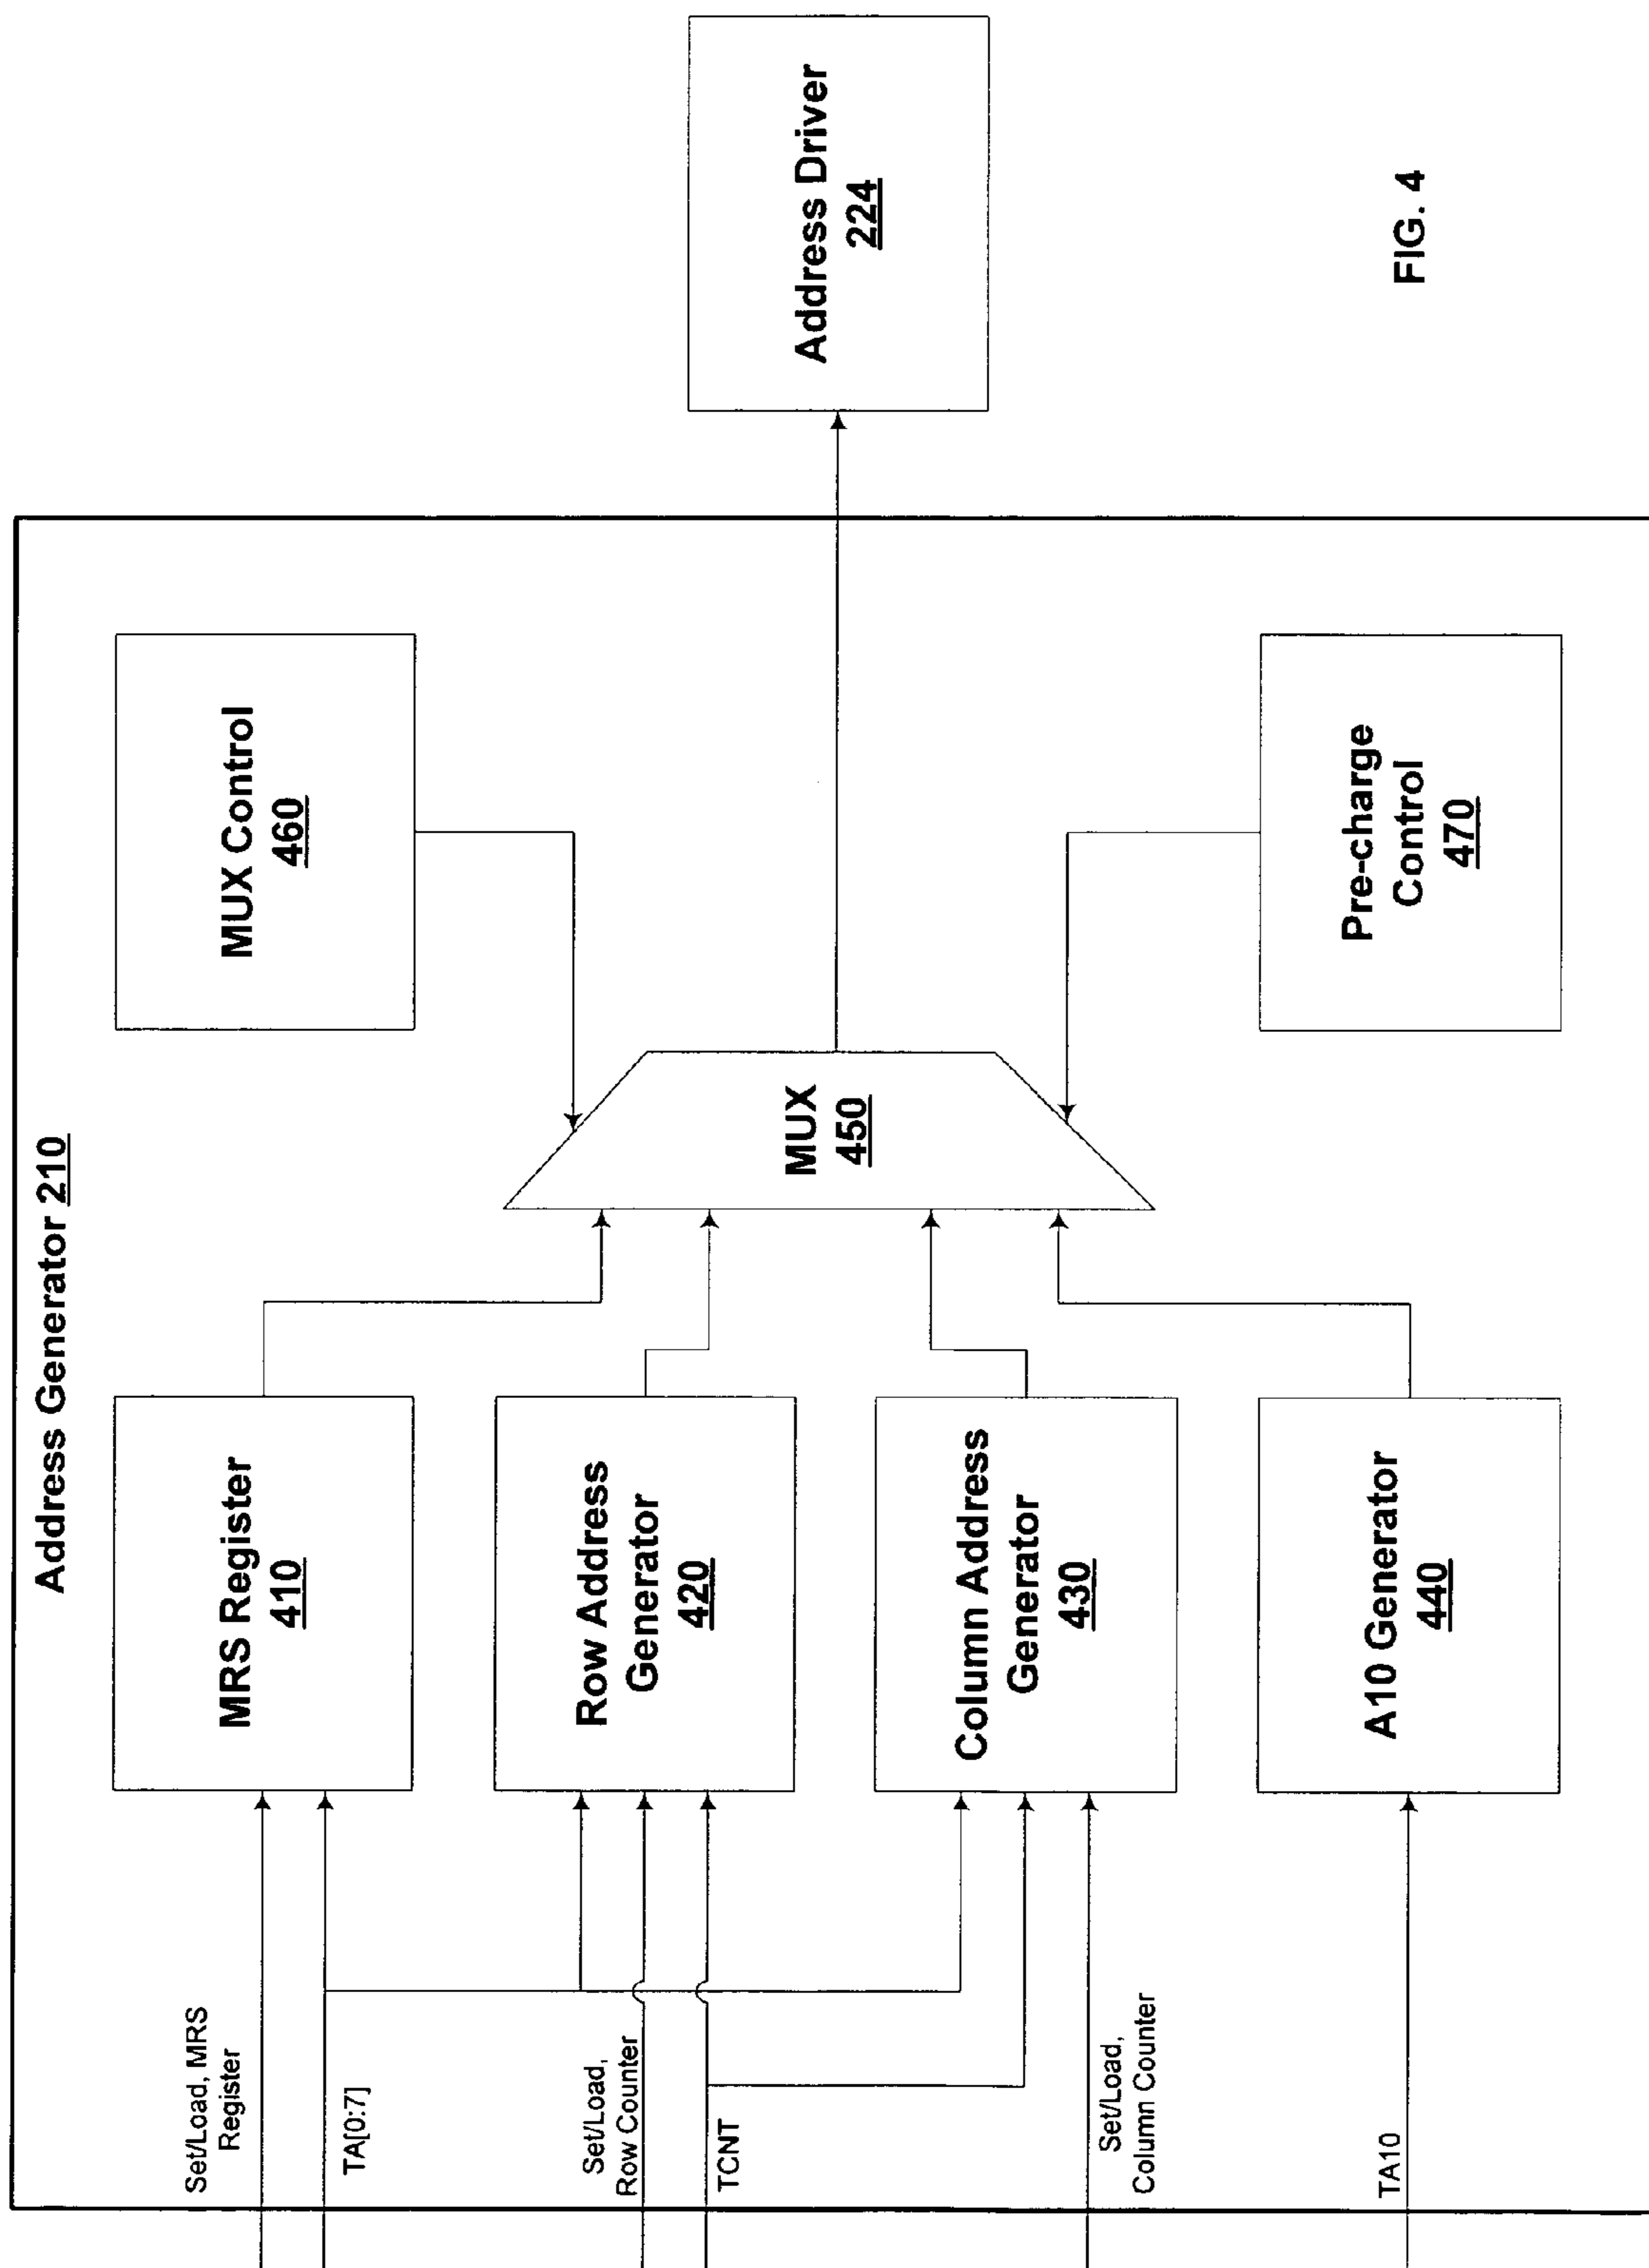 Address Generator 210
Set/Load, MRS
Register
TA[0:7]
Set/Load,
Row Counter
TCNT
Set/Load,
Column Counter
TA10
MRS Register
410
Row Address
Generator
420
Column Address
Generator
430
A10 Generator
440
MUX
450
MUX Control
460
Pre-charge
Control
470
Address Driver
224
FIG. 4